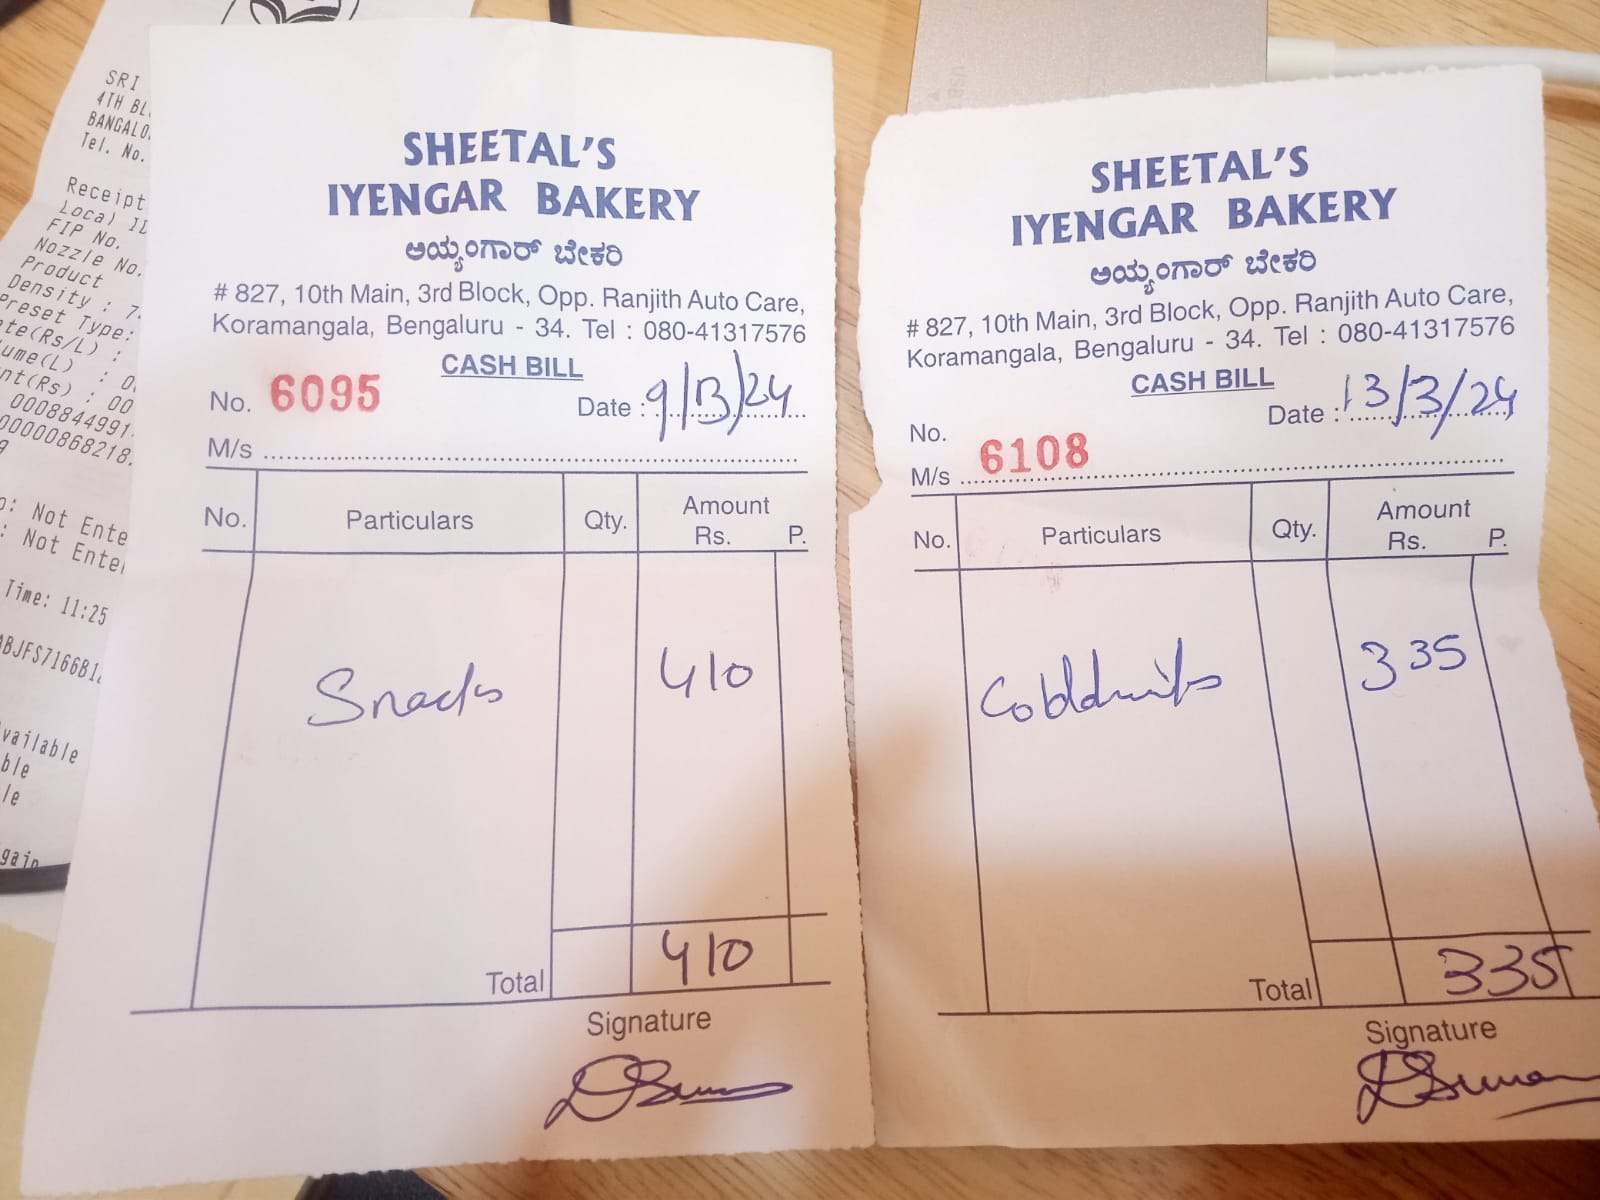 SRI
4TH BL
BANGALO
Tel. No.
Receipt
Local ID
FIP No.
Nozzle No.
Product
Density : 7
Preset Type:
te(Rs/L) :
ume(L) : 0
nt(Rs) : 00
000884499
00000868218
o: Not Ente
: Not Enter
Time: 11:25
ABJFS7166B1
vailable
ble
le
gain
SHEETAL'S
IYENGAR BAKERY
ಅಯ್ಯಂಗಾರ್ ಬೇಕರಿ
# 827, 10th Main, 3rd Block, Opp. Ranjith Auto Care,
Koramangala, Bengaluru - 34. Tel : 080-41317576
CASH BILL
No. 6095 Date : 9/13/24
M/s
No. Particulars Qty. Amount
Rs. P.
Snacks 410
Total 410
Signature
SHEETAL'S
IYENGAR BAKERY
ಅಯ್ಯಂಗಾರ್ ಬೇಕರಿ
# 827, 10th Main, 3rd Block, Opp. Ranjith Auto Care,
Koramangala, Bengaluru - 34. Tel : 080-41317576
CASH BILL
No. 6108 Date : 13/3/24
M/s
No. Particulars Qty. Amount
Rs. P.
335
Total 335
Signature